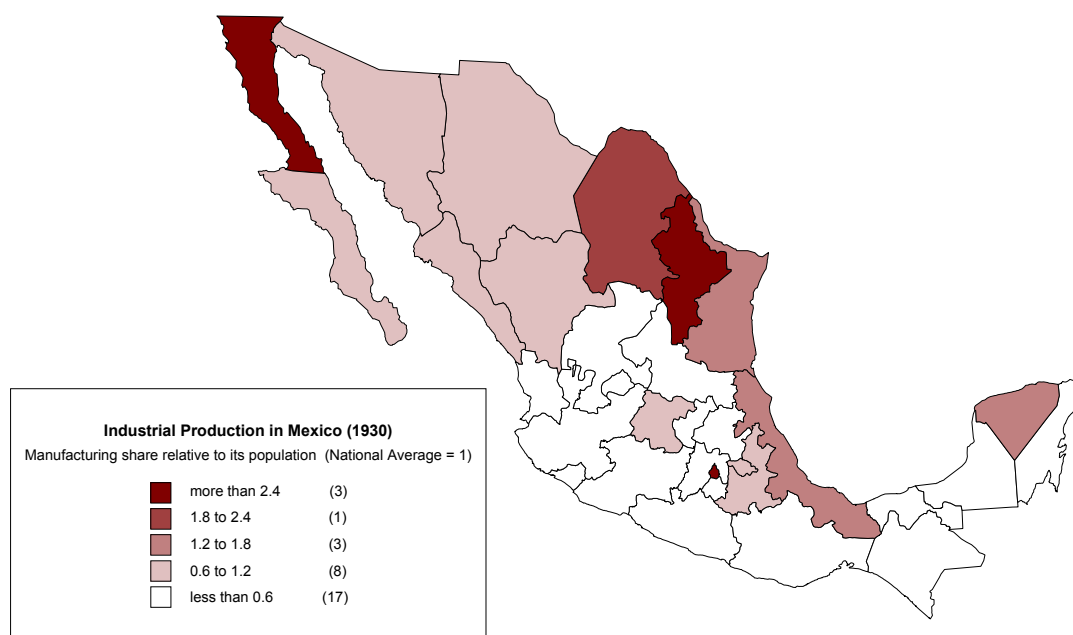 Industrial Production in Mexico (1930)
Manufacturing share relative to its population (National Average = 1)
more than 2.4 (3)
1.8 to 2.4 (1)
1.2 to 1.8 (3)
0.6 to 1.2 (8)
less than 0.6 (17)